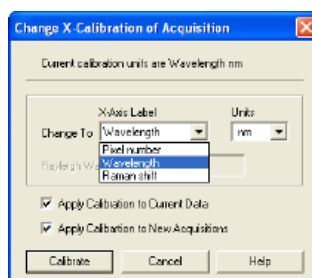 Change X-Calibration of Acquisition
Current calibration units are Wavelength nm
X-Axis Label Units
Change To Wavelength nm
Pixel number
Wavelength
Raman shift
Rayleigh
Apply Calibration to Current Data
Apply Calibration to New Acquisitions
Calibrate Cancel Help